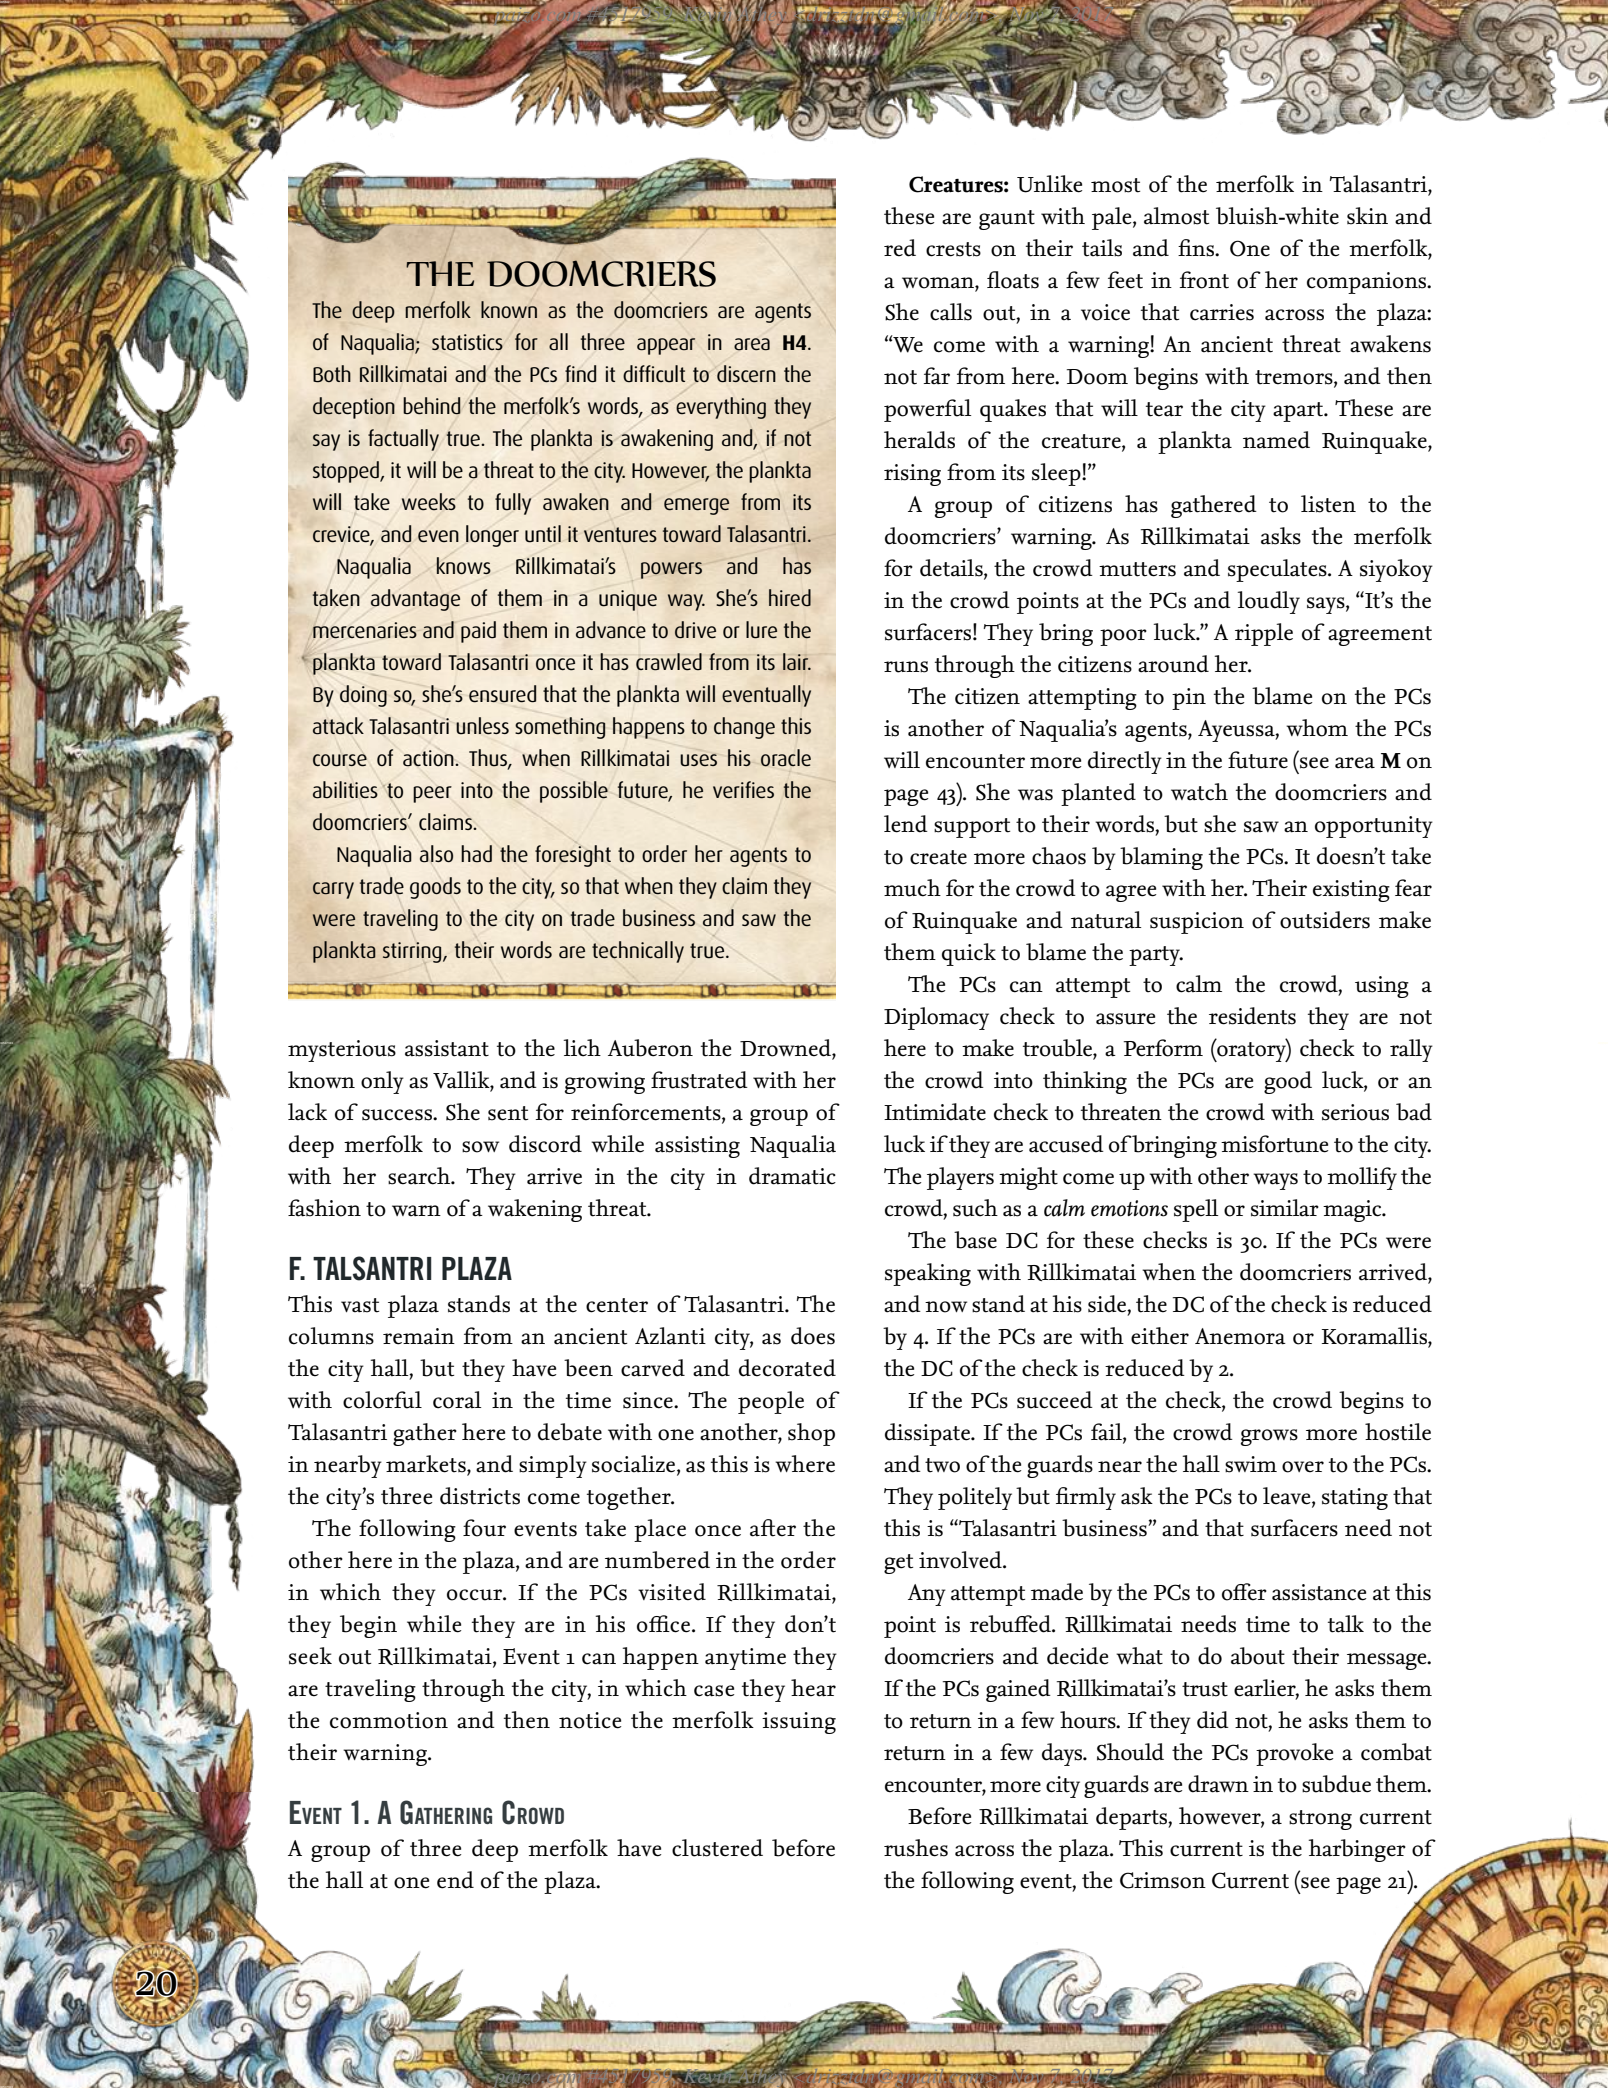 THE DOOMCRIERS
The deep merfolk known as the doomcriers are agents
of Naqualia; statistics for all three appear in area H4.
Both Rillkimatai and the PCs find it difficult to discern the
deception behind the merfolk’s words, as everything they
say is factually true. The plankta is awakening and, if not
stopped, it will be a threat to the city. However, the plankta
will take weeks to fully awaken and emerge from its
crevice, and even longer until it ventures toward Talasantri.
Naqualia knows Rillkimatai’s powers and has
taken advantage of them in a unique way. She’s hired
mercenaries and paid them in advance to drive or lure the
plankta toward Talasantri once it has crawled from its lair.
By doing so, she’s ensured that the plankta will eventually
attack Talasantri unless something happens to change this
course of action. Thus, when Rillkimatai uses his oracle
abilities to peer into the possible future, he verifies the
doomcriers’ claims.
Naqualia also had the foresight to order her agents to
carry trade goods to the city, so that when they claim they
were traveling to the city on trade business and saw the
plankta stirring, their words are technically true.
mysterious assistant to the lich Auberon the Drowned,
known only as Vallik, and is growing frustrated with her
lack of success. She sent for reinforcements, a group of
deep merfolk to sow discord while assisting Naqualia
with her search. They arrive in the city in dramatic
fashion to warn of a wakening threat.
F. TALSANTRI PLAZA
This vast plaza stands at the center of Talasantri. The
columns remain from an ancient Azlanti city, as does
the city hall, but they have been carved and decorated
with colorful coral in the time since. The people of
Talasantri gather here to debate with one another, shop
in nearby markets, and simply socialize, as this is where
the city’s three districts come together.
The following four events take place once after the
other here in the plaza, and are numbered in the order
in which they occur. If the PCs visited Rillkimatai,
they begin while they are in his office. If they don’t
seek out Rillkimatai, Event 1 can happen anytime they
are traveling through the city, in which case they hear
the commotion and then notice the merfolk issuing
their warning.
Event 1. A Gathering Crowd
A group of three deep merfolk have clustered before
the hall at one end of the plaza.
Creatures: Unlike most of the merfolk in Talasantri,
these are gaunt with pale, almost bluish-white skin and
red crests on their tails and fins. One of the merfolk,
a woman, floats a few feet in front of her companions.
She calls out, in a voice that carries across the plaza:
“We come with a warning! An ancient threat awakens
not far from here. Doom begins with tremors, and then
powerful quakes that will tear the city apart. These are
heralds of the creature, a plankta named Ruinquake,
rising from its sleep!”
A group of citizens has gathered to listen to the
doomcriers’ warning. As Rillkimatai asks the merfolk
for details, the crowd mutters and speculates. A siyokoy
in the crowd points at the PCs and loudly says, “It’s the
surfacers! They bring poor luck.” A ripple of agreement
runs through the citizens around her.
The citizen attempting to pin the blame on the PCs
is another of Naqualia’s agents, Ayeussa, whom the PCs
will encounter more directly in the future (see area M on
page 43). She was planted to watch the doomcriers and
lend support to their words, but she saw an opportunity
to create more chaos by blaming the PCs. It doesn’t take
much for the crowd to agree with her. Their existing fear
of Ruinquake and natural suspicion of outsiders make
them quick to blame the party.
The PCs can attempt to calm the crowd, using a
Diplomacy check to assure the residents they are not
here to make trouble, a Perform (oratory) check to rally
the crowd into thinking the PCs are good luck, or an
Intimidate check to threaten the crowd with serious bad
luck if they are accused of bringing misfortune to the city.
The players might come up with other ways to mollify the
crowd, such as a calm emotions spell or similar magic.
The base DC for these checks is 30. If the PCs were
speaking with Rillkimatai when the doomcriers arrived,
and now stand at his side, the DC of the check is reduced
by 4. If the PCs are with either Anemora or Koramallis,
the DC of the check is reduced by 2.
If the PCs succeed at the check, the crowd begins to
dissipate. If the PCs fail, the crowd grows more hostile
and two of the guards near the hall swim over to the PCs.
They politely but firmly ask the PCs to leave, stating that
this is “Talasantri business” and that surfacers need not
get involved.
Any attempt made by the PCs to offer assistance at this
point is rebuffed. Rillkimatai needs time to talk to the
doomcriers and decide what to do about their message.
If the PCs gained Rillkimatai’s trust earlier, he asks them
to return in a few hours. If they did not, he asks them to
return in a few days. Should the PCs provoke a combat
encounter, more city guards are drawn in to subdue them.
Before Rillkimatai departs, however, a strong current
rushes across the plaza. This current is the harbinger of
the following event, the Crimson Current (see page 21).
20